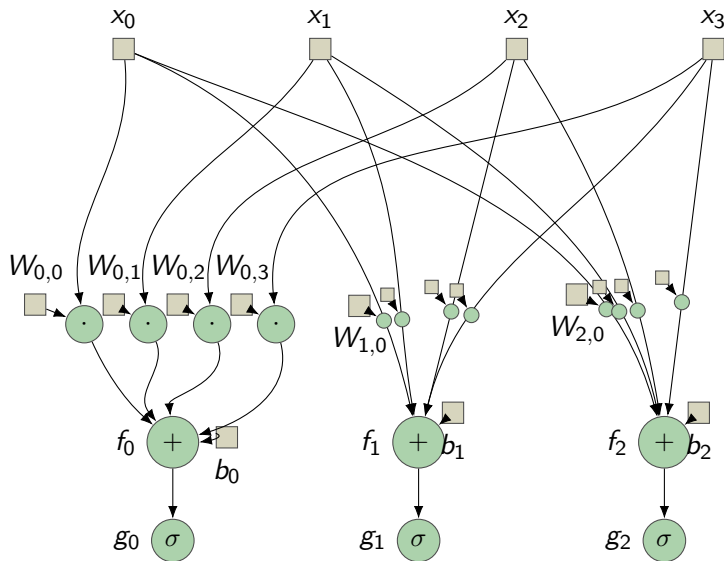 x0 x1 x2 x3
W0,0 W0,1 W0,2 W0,3
W1,0 W2,0
· · · ·
f0 + b0 f1 + b1 f2 + b2
g0 σ g1 σ g2 σ